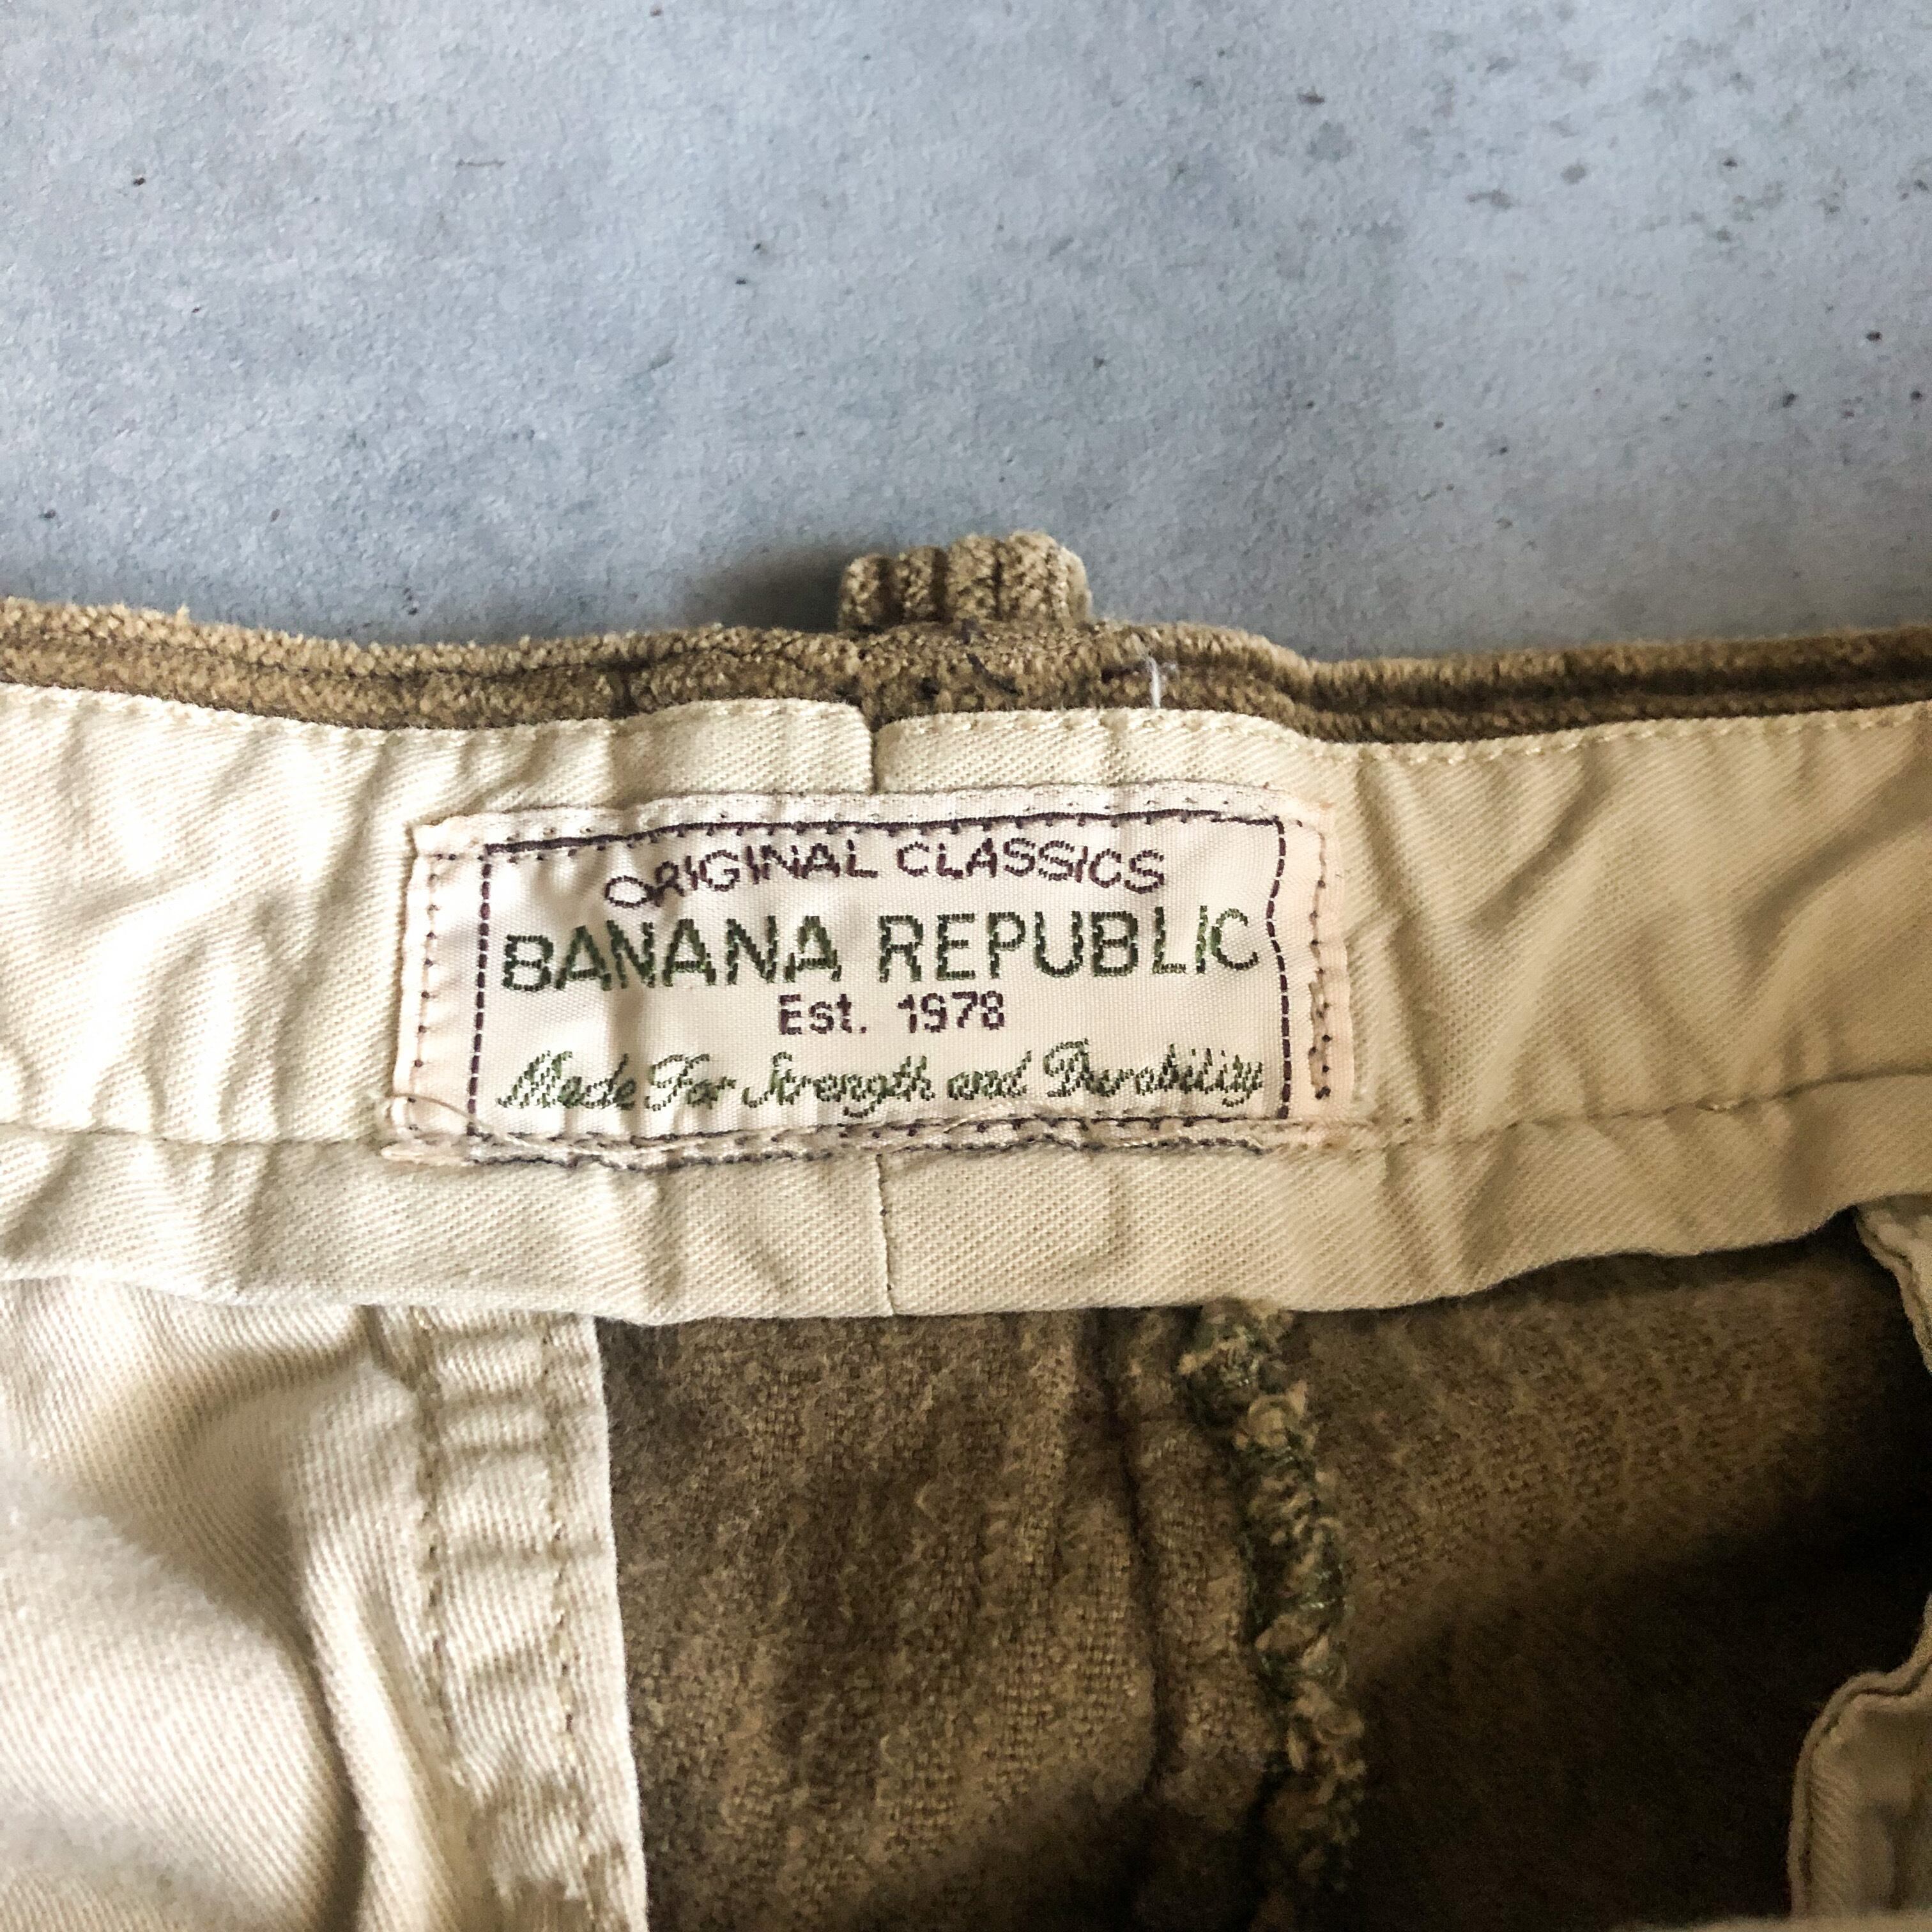 ORIGINAL CLASSICS
BANANA REPUBLIC
Est. 1978
Made For Strength and Durability